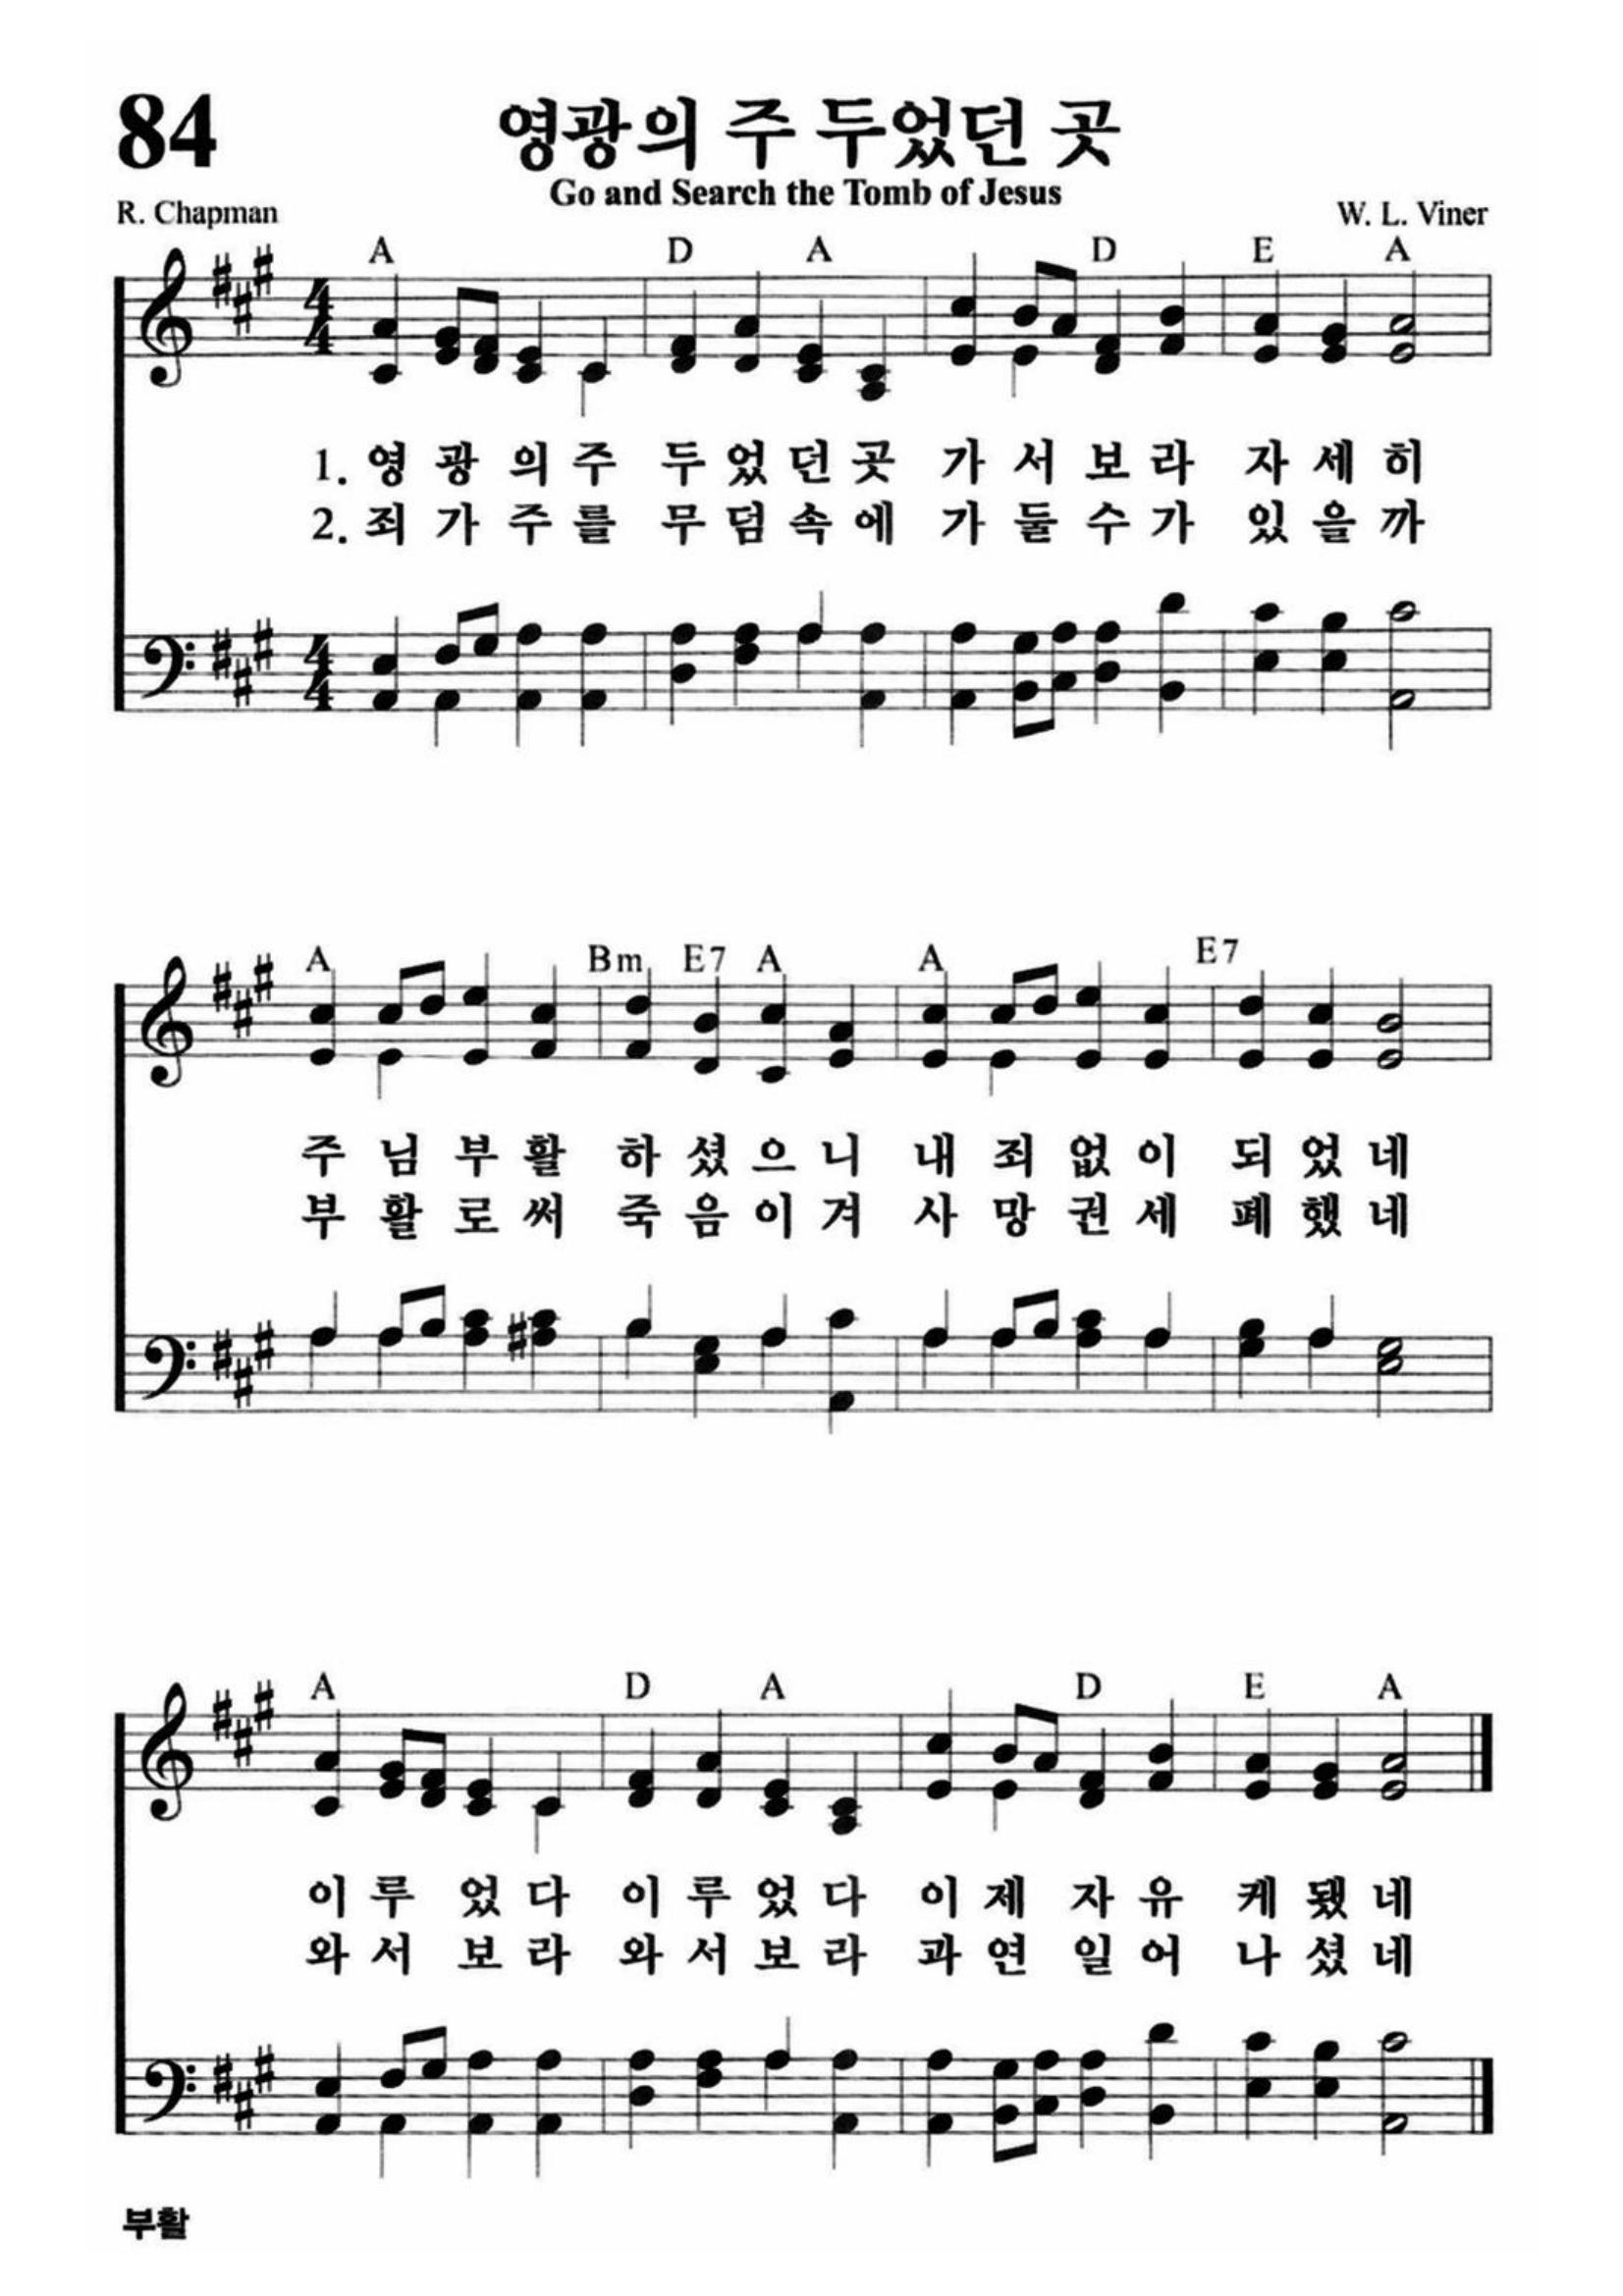 84
영광의 주 두었던 곳
Go and Search the Tomb of Jesus
R. Chapman
W. L. Viner
A D A D E A
1. 영 광 의 주 두 었 던 곳 가 서 보 라 자 세 히
2. 죄 가 주 를 무 덤 속 에 가 둘 수 가 있 을 까
A Bm E7 A A E7
주 님 부 활 하 셨 으 니 내 죄 없 이 되 었 네
부 활 로 써 죽 음 이 겨 사 망 권 세 폐 했 네
A D A D E A
이 루 었 다 이 루 었 다 이 제 자 유 케 됐 네
와 서 보 라 와 서 보 라 과 연 일 어 나 셨 네
부활